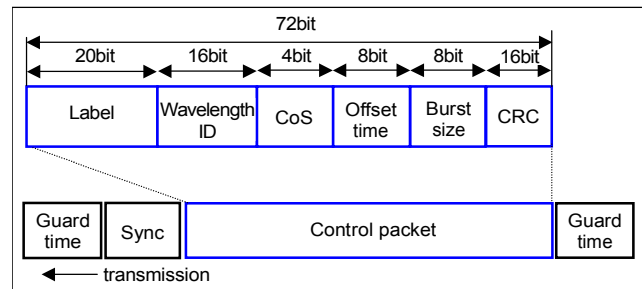 72bit
20bit 16bit 4bit 8bit 8bit 16bit
Label Wavelength ID CoS Offset time Burst size CRC
Guard time Sync Control packet Guard time
transmission